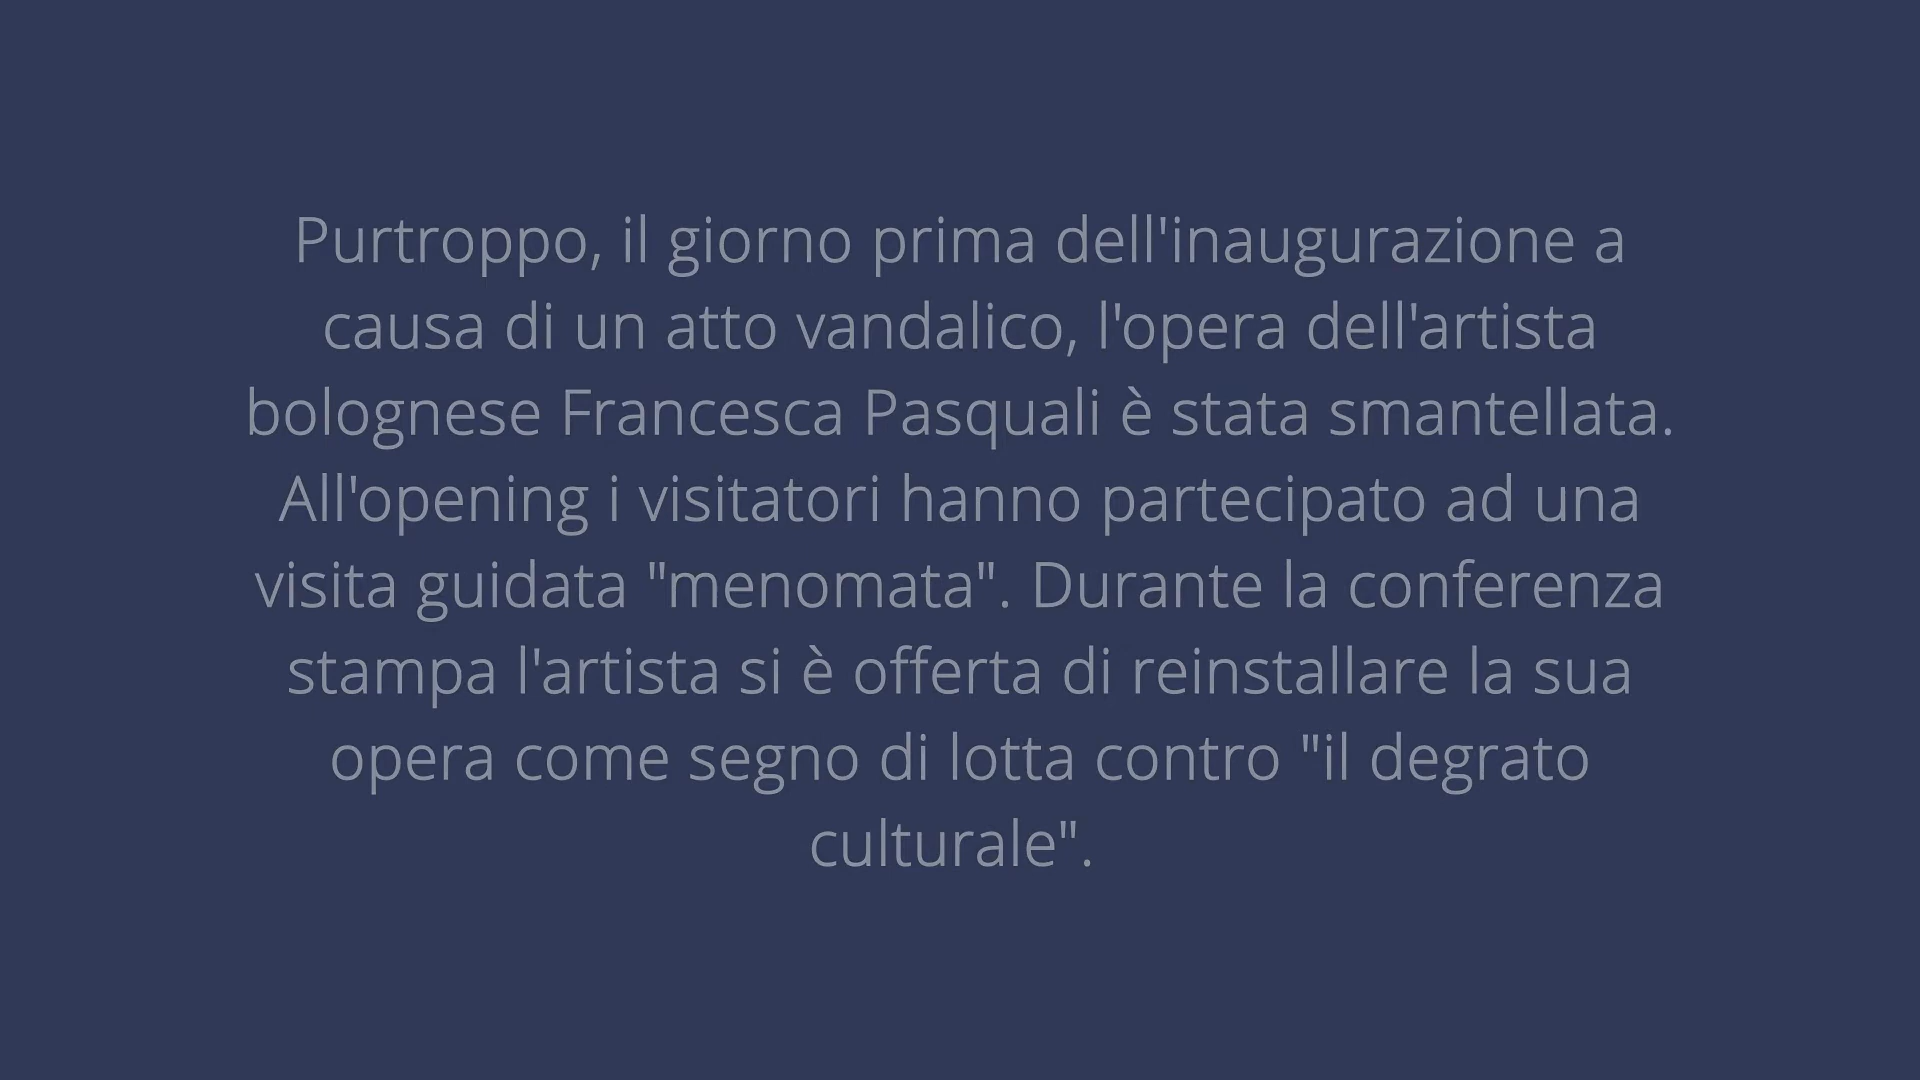 Purtroppo, il giorno prima dell'inaugurazione a
causa di un atto vandalico, l'opera dell'artista
bolognese Francesca Pasquali è stata smantellata.
All'opening i visitatori hanno partecipato ad una
visita guidata "menomata". Durante la conferenza
stampa l'artista si è offerta di reinstallare la sua
opera come segno di lotta contro "il degrato
culturale".